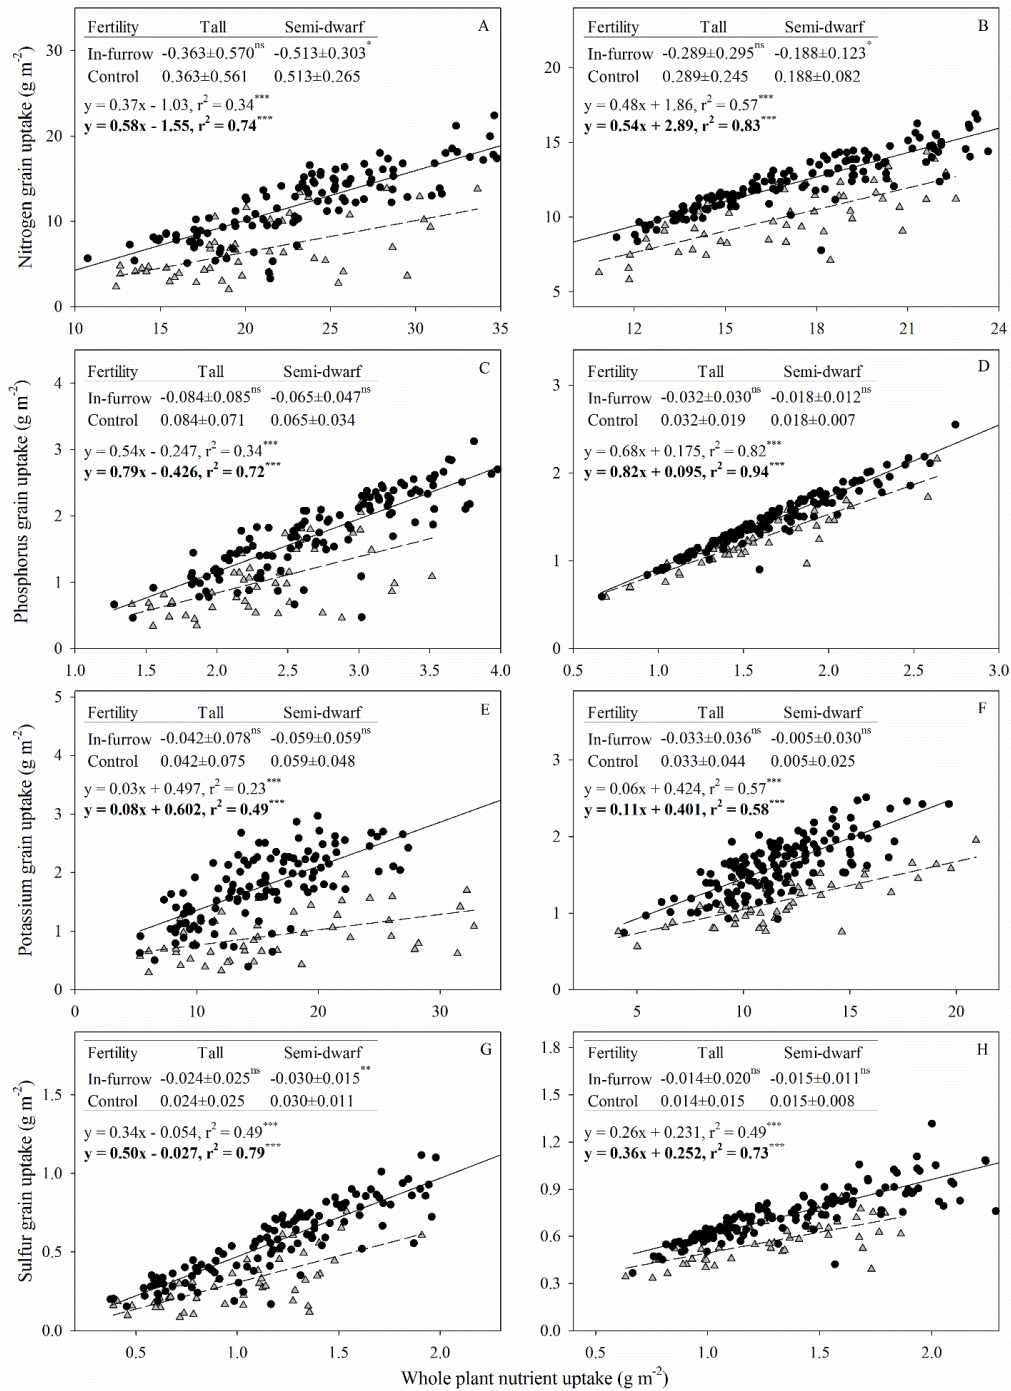 A
Fertility Tall Semi-dwarf
In-furrow -0.363±0.570ns -0.513±0.303*
Control 0.363±0.561 0.513±0.265
y = 0.37x - 1.03, r2 = 0.34***
y = 0.58x - 1.55, r2 = 0.74***
Nitrogen grain uptake (g m-2)
30
20
10
0
10 15 20 25 30 35
B
Fertility Tall Semi-dwarf
In-furrow -0.289±0.295ns -0.188±0.123*
Control 0.289±0.245 0.188±0.082
y = 0.48x + 1.86, r2 = 0.57***
y = 0.54x + 2.89, r2 = 0.83***
20
15
10
5
12 15 18 21 24
C
Fertility Tall Semi-dwarf
In-furrow -0.084±0.085ns -0.065±0.047ns
Control 0.084±0.071 0.065±0.034
y = 0.54x - 0.247, r2 = 0.34***
y = 0.79x - 0.426, r2 = 0.72***
Phosphorus grain uptake (g m-2)
4
3
2
1
0
1.0 1.5 2.0 2.5 3.0 3.5 4.0
D
Fertility Tall Semi-dwarf
In-furrow -0.032±0.030ns -0.018±0.012ns
Control 0.032±0.019 0.018±0.007
y = 0.68x + 0.175, r2 = 0.82***
y = 0.82x + 0.095, r2 = 0.94***
3
2
1
0
0.5 1.0 1.5 2.0 2.5 3.0
E
Fertility Tall Semi-dwarf
In-furrow -0.042±0.078ns -0.059±0.059ns
Control 0.042±0.075 0.059±0.048
y = 0.03x + 0.497, r2 = 0.23***
y = 0.08x + 0.602, r2 = 0.49***
Potassium grain uptake (g m-2)
5
4
3
2
1
0
0 10 20 30
F
Fertility Tall Semi-dwarf
In-furrow -0.033±0.036ns -0.005±0.030ns
Control 0.033±0.044 0.005±0.025
y = 0.06x + 0.424, r2 = 0.57***
y = 0.11x + 0.401, r2 = 0.58***
3
2
1
0
5 10 15 20
G
Fertility Tall Semi-dwarf
In-furrow -0.024±0.025ns -0.030±0.015**
Control 0.024±0.025 0.030±0.011
y = 0.34x - 0.054, r2 = 0.49***
y = 0.50x - 0.027, r2 = 0.79***
Sulfur grain uptake (g m-2)
1.5
1.0
0.5
0.0
0.5 1.0 1.5 2.0
H
Fertility Tall Semi-dwarf
In-furrow -0.014±0.020ns -0.015±0.011ns
Control 0.014±0.015 0.015±0.008
y = 0.26x + 0.231, r2 = 0.49***
y = 0.36x + 0.252, r2 = 0.73***
1.8
1.5
1.2
0.9
0.6
0.3
0.0
0.5 1.0 1.5 2.0
Whole plant nutrient uptake (g m-2)